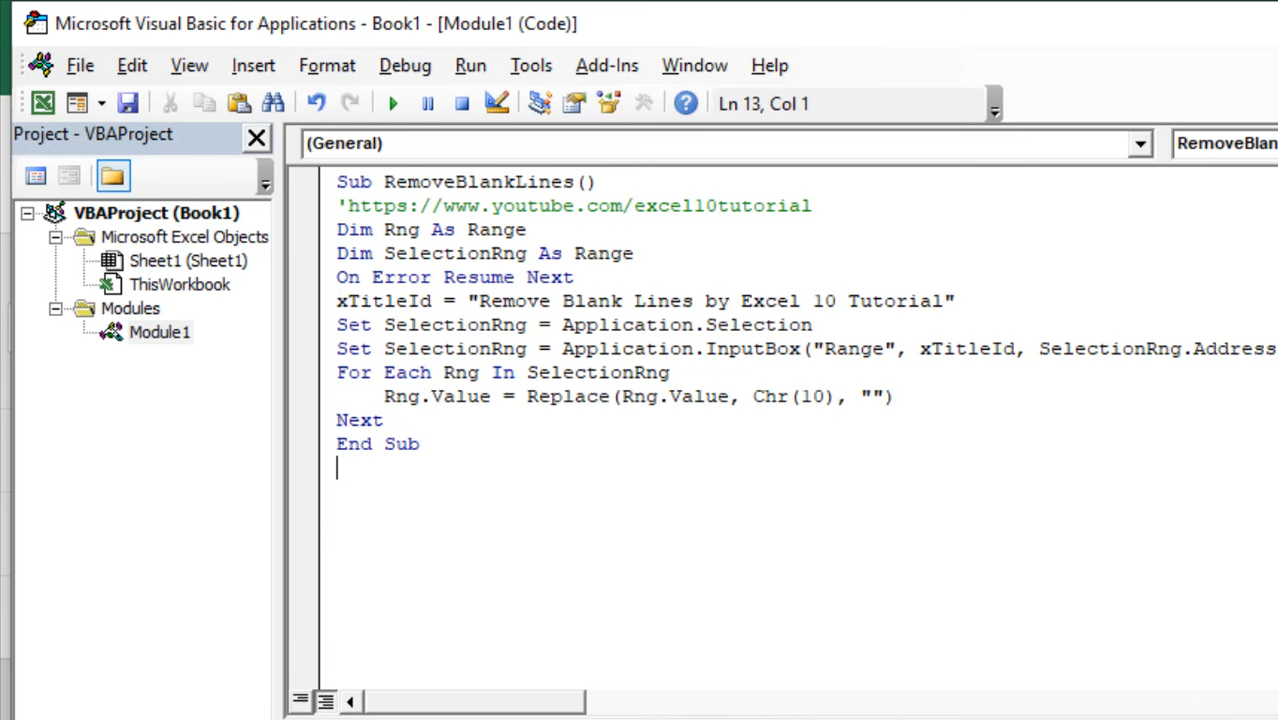 Microsoft Visual Basic for Applications - Book1 - [Module1 (Code)]
File Edit View Insert Format Debug Run Tools Add-Ins Window Help
Ln 13, Col 1
Project - VBAProject
(General)
RemoveBlan
VBAProject (Book1)
Microsoft Excel Objects
Sheet1 (Sheet1)
ThisWorkbook
Modules
Module1
Sub RemoveBlankLines()
'https://www.youtube.com/excel10tutorial
Dim Rng As Range
Dim SelectionRng As Range
On Error Resume Next
xTitleId = "Remove Blank Lines by Excel 10 Tutorial"
Set SelectionRng = Application.Selection
Set SelectionRng = Application.InputBox("Range", xTitleId, SelectionRng.Address
For Each Rng In SelectionRng
Rng.Value = Replace(Rng.Value, Chr(10), "")
Next
End Sub